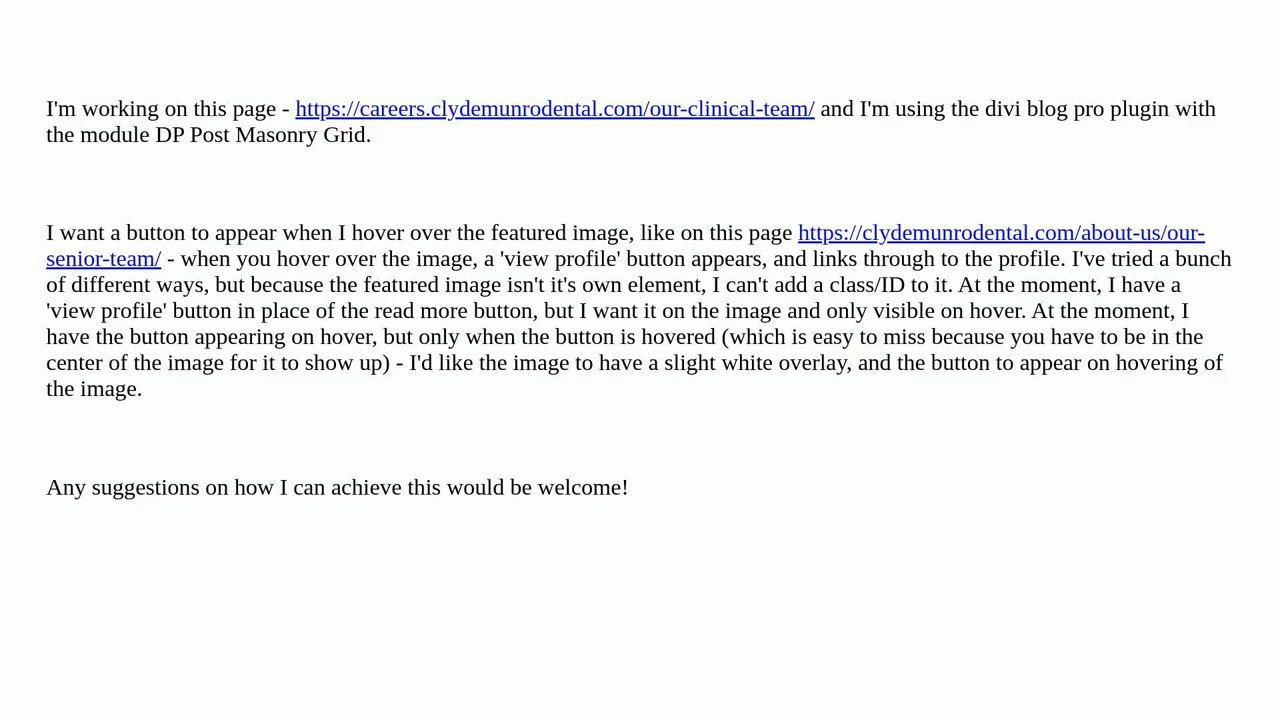 I'm working on this page - https://careers.clydemunrodental.com/our-clinical-team/ and I'm using the divi blog pro plugin with
the module DP Post Masonry Grid.
I want a button to appear when I hover over the featured image, like on this page https://clydemunrodental.com/about-us/our-
senior-team/ - when you hover over the image, a 'view profile' button appears, and links through to the profile. I've tried a bunch
of different ways, but because the featured image isn't it's own element, I can't add a class/ID to it. At the moment, I have a
'view profile' button in place of the read more button, but I want it on the image and only visible on hover. At the moment, I
have the button appearing on hover, but only when the button is hovered (which is easy to miss because you have to be in the
center of the image for it to show up) - I'd like the image to have a slight white overlay, and the button to appear on hovering of
the image.
Any suggestions on how I can achieve this would be welcome!